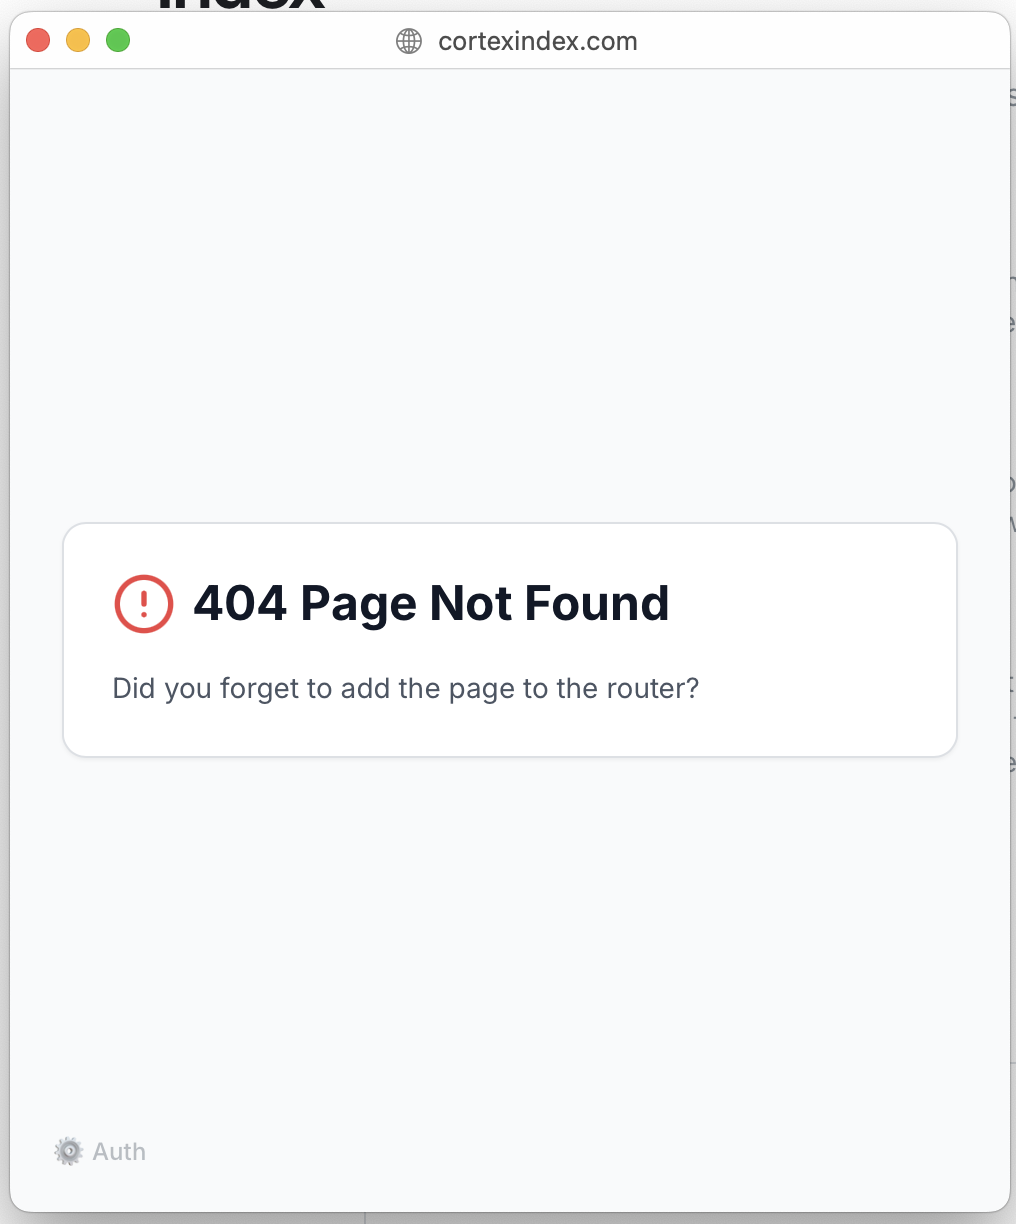 cortexindex.com
404 Page Not Found
Did you forget to add the page to the router?
Auth